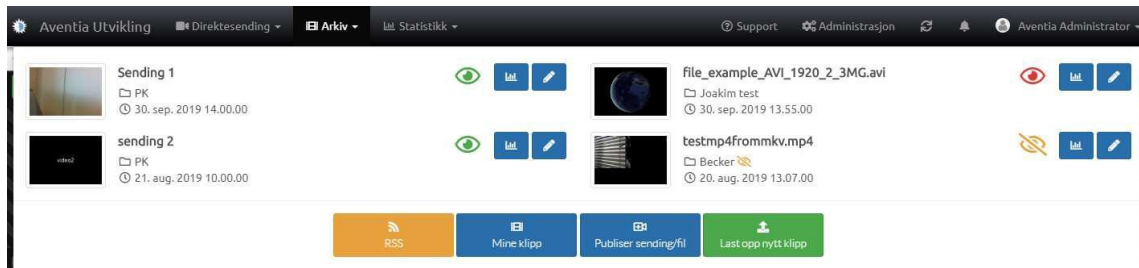 Aventia Utvikling Direktesending Arkiv Statistikk Support Administrasjon Aventia Administrator
Sending 1
PK
30. sep. 2019 14.00.00
file_example_AVI_1920_2_3MG.avi
Joakim test
30. sep. 2019 13.55.00
video2
sending 2
PK
21. aug. 2019 10.00.00
testmp4frommkv.mp4
Becker
20. aug. 2019 13.07.00
RSS
Mine klipp
Publiser sending/fil
Last opp nytt klipp